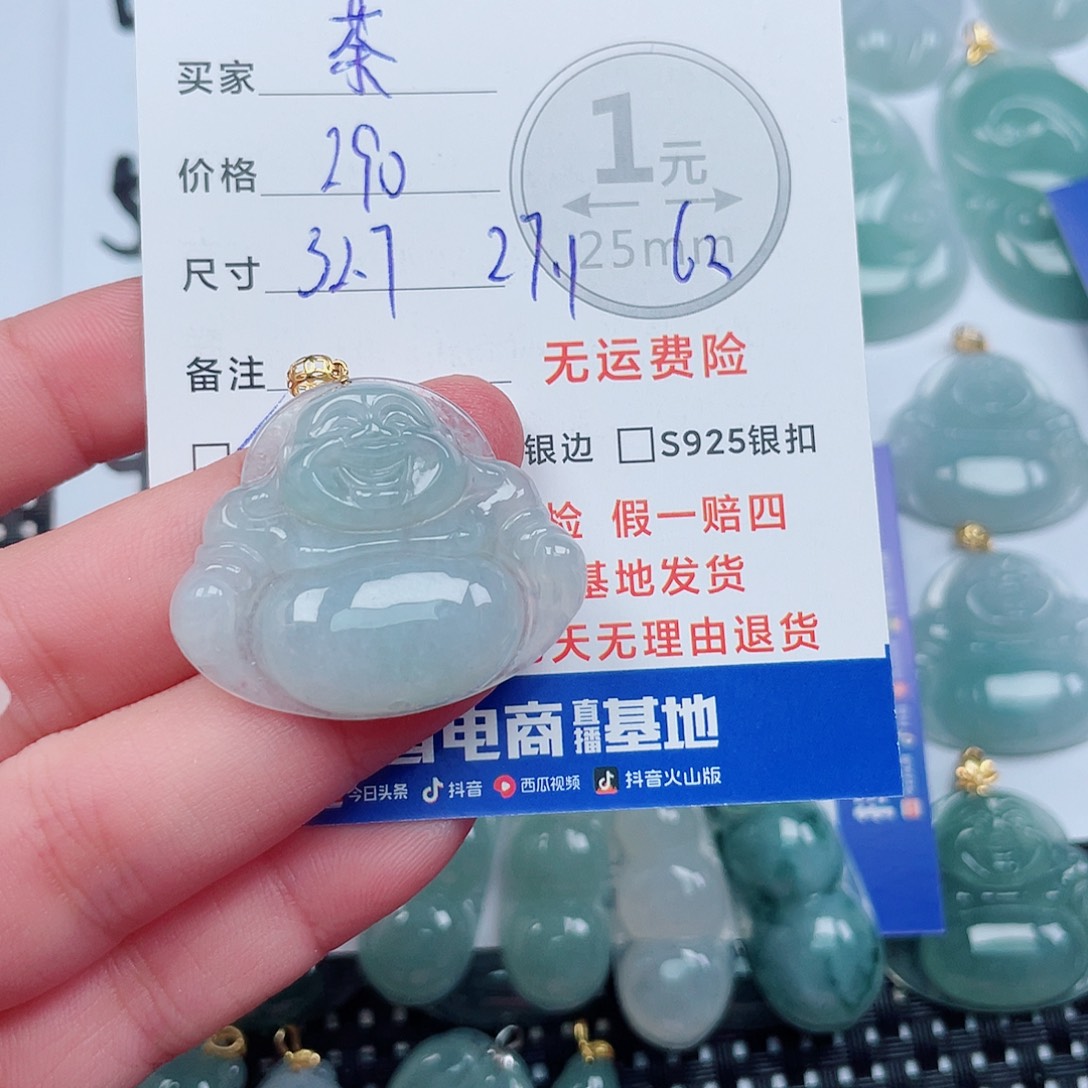 买家 茶
价格 290
尺寸 32.7 27.1 62
1元
25mm
备注
无运费险
银边 □S925银扣
检 假一赔四
基地发货
天无理由退货
电商直播基地
今日头条 抖音 西瓜视频 抖音火山版